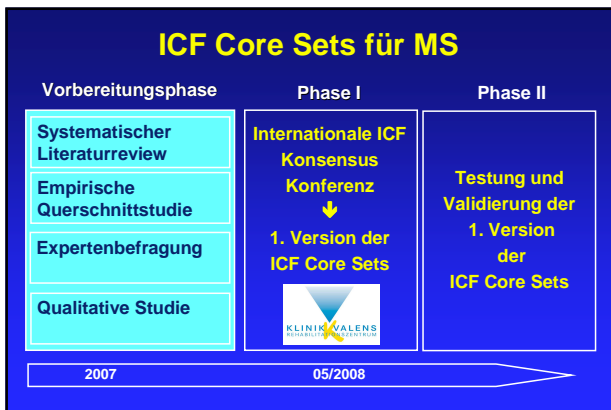 ICF Core Sets für MS
Vorbereitungsphase
Systematischer
Literaturreview
Empirische
Querschnittstudie
Expertenbefragung
Qualitative Studie
Phase I
Internationale ICF
Konsensus
Konferenz
1. Version der
ICF Core Sets
KLINIK VALENS
REHABILITATIONSZENTRUM
Phase II
Testung und
Validierung der
1. Version
der
ICF Core Sets
2007
05/2008